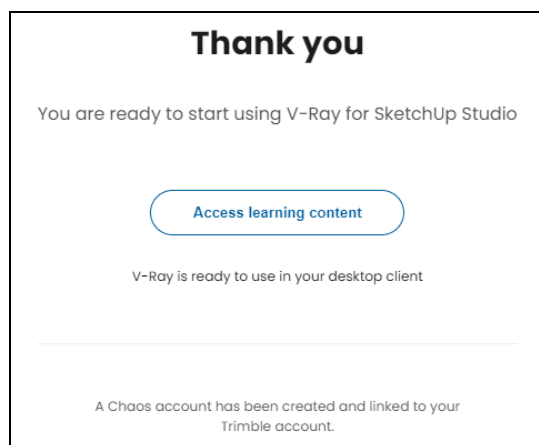 Thank you
You are ready to start using V-Ray for SketchUp Studio
Access learning content
V-Ray is ready to use in your desktop client
A Chaos account has been created and linked to your
Trimble account.